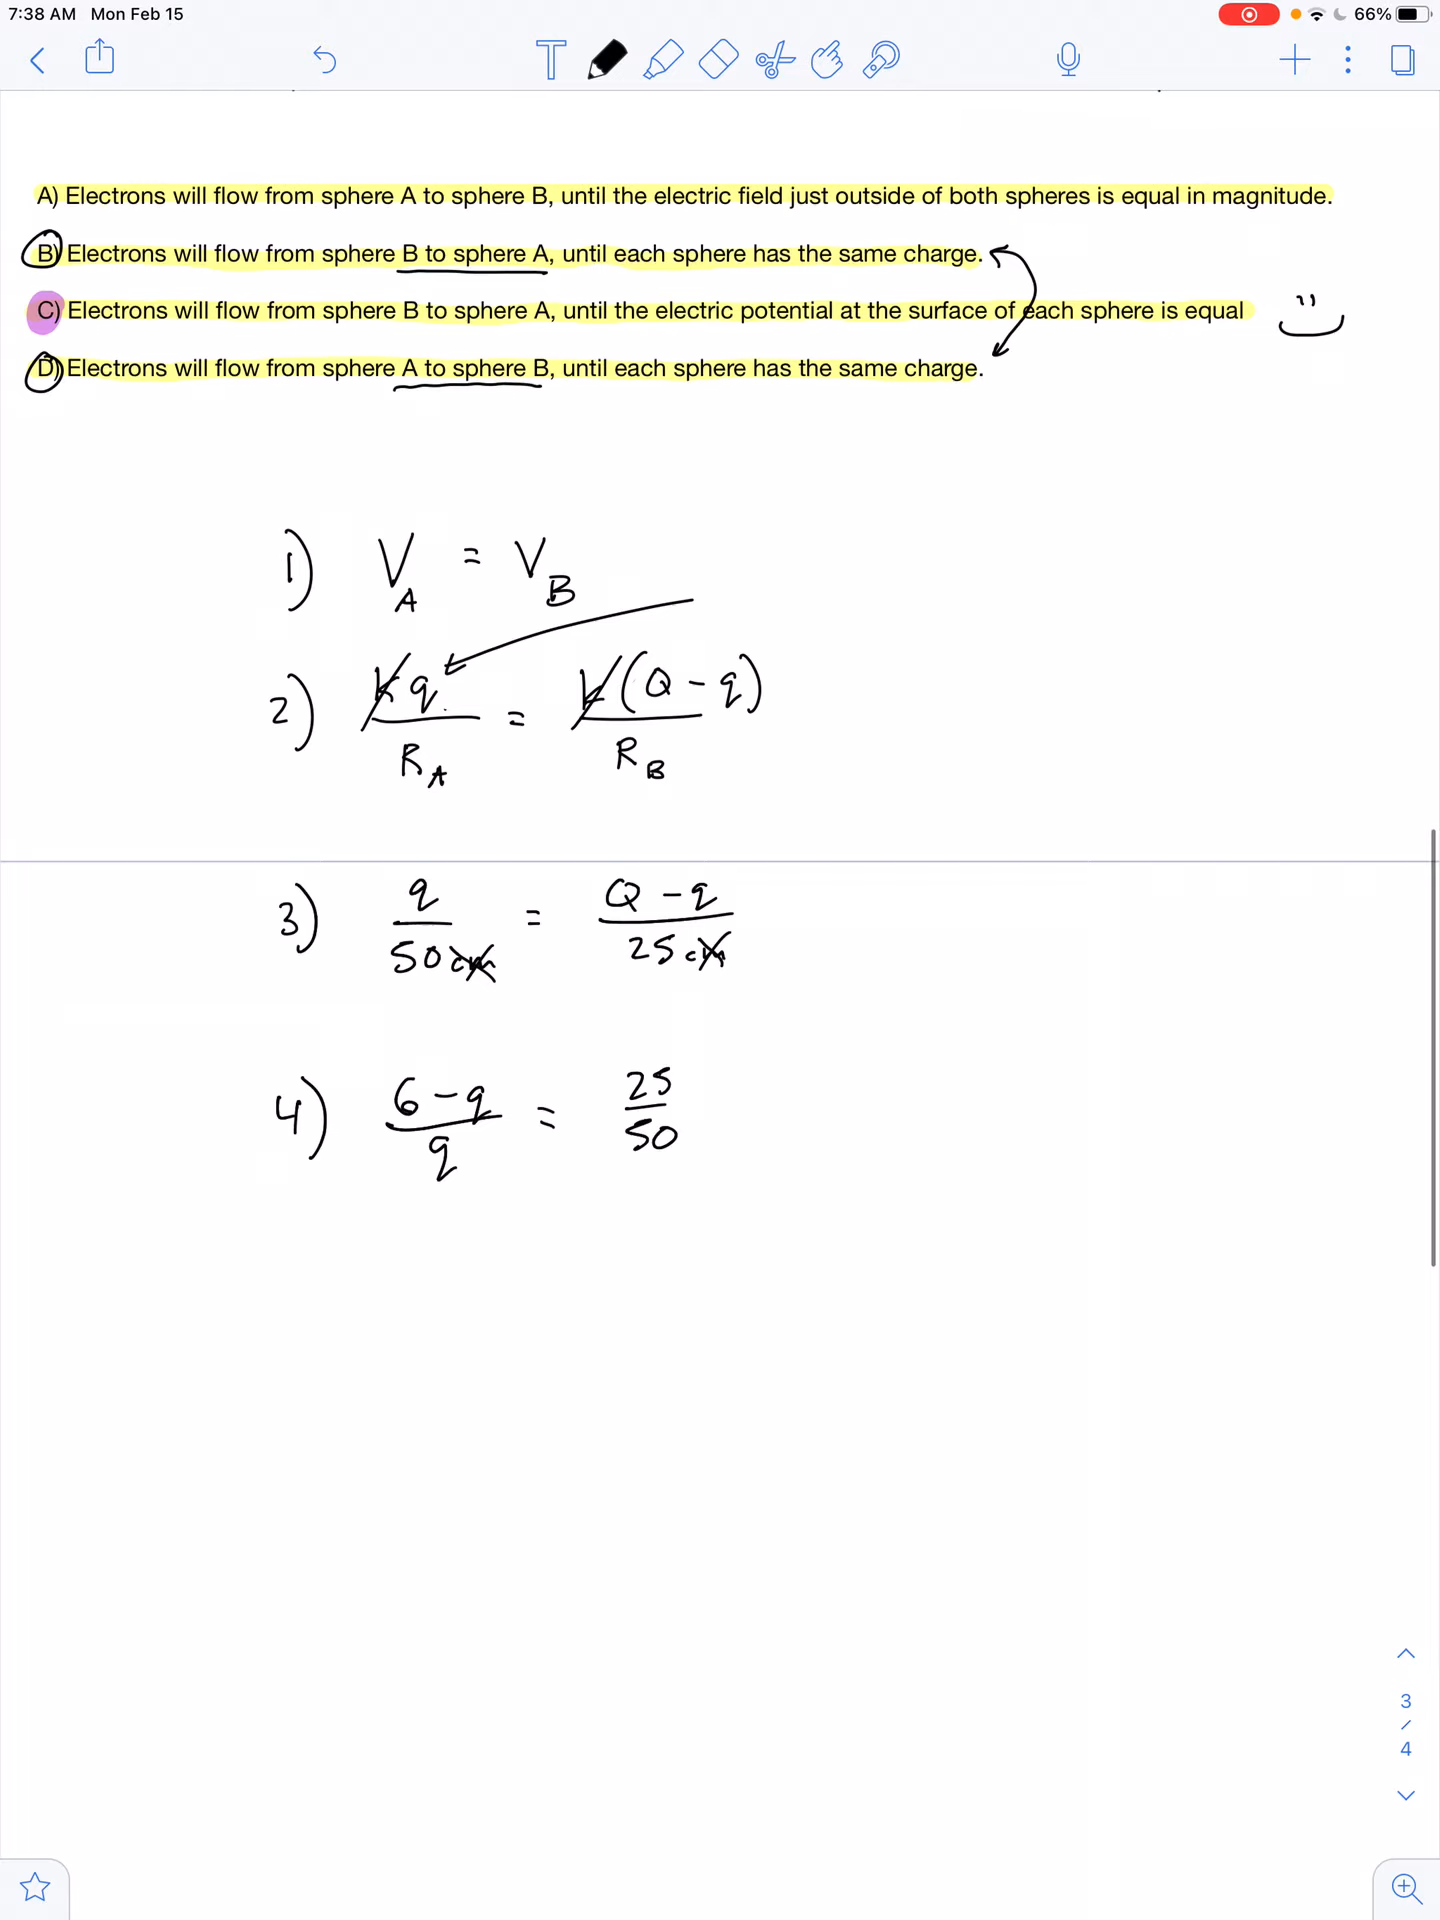 7:38 AM Mon Feb 15 66%
T
A) Electrons will flow from sphere A to sphere B, until the electric field just outside of both spheres is equal in magnitude.
B) Electrons will flow from sphere B to sphere A, until each sphere has the same charge.
C) Electrons will flow from sphere B to sphere A, until the electric potential at the surface of each sphere is equal
D) Electrons will flow from sphere A to sphere B, until each sphere has the same charge.
1) V_A = V_B
2) Kq/R_A = K(Q - q)/R_B
3) q/50cm = Q - q/25cm
4) 6 - q/q = 25/50
3
/
4